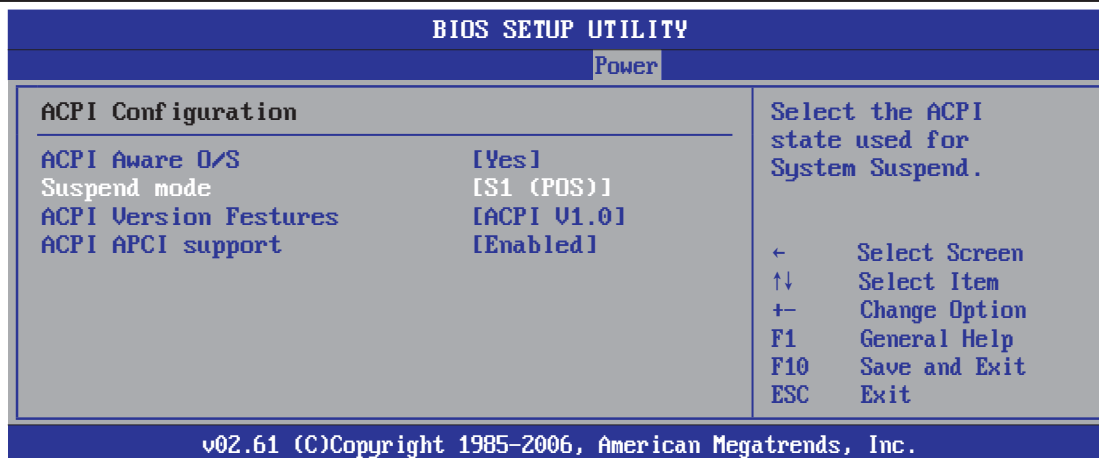 BIOS SETUP UTILITY
Power
ACPI Configuration
ACPI Aware O/S [Yes]
Suspend mode [S1 (POS)]
ACPI Version Festures [ACPI V1.0]
ACPI APCI support [Enabled]
Select the ACPI
state used for
System Suspend.
← Select Screen
↑↓ Select Item
+- Change Option
F1 General Help
F10 Save and Exit
ESC Exit
v02.61 (C)Copyright 1985-2006, American Megatrends, Inc.